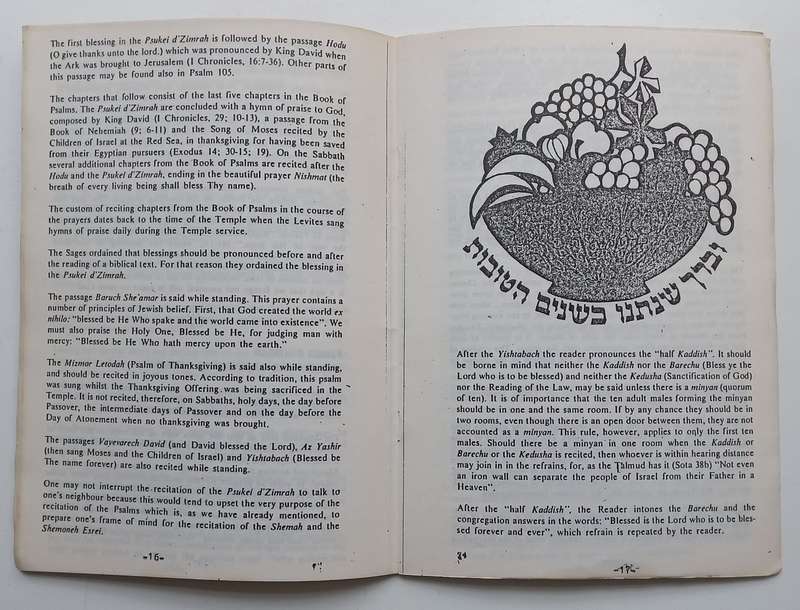 The first blessing in the Psukei d'Zimrah is followed by the passage Hodu
(O give thanks unto the lord.) which was pronounced by King David when
the Ark was brought to Jerusalem (I Chronicles, 16:7-36). Other parts of
this passage may be found also in Psalm 105.
The chapters that follow consist of the last five chapters in the Book of
Psalms. The Psukei d'Zimrah are concluded with a hymn of praise to God,
composed by King David (I Chronicles, 29; 10-13), a passage from the
Book of Nehemiah (9; 6-11) and the Song of Moses recited by the
Children of Israel at the Red Sea, in thanksgiving for having been saved
from their Egyptian pursuers (Exodus 14; 30-15; 19). On the Sabbath
several additional chapters from the Book of Psalms are recited after the
Hodu and the Psukei d'Zimrah, ending in the beautiful prayer Nishmat (the
breath of every living being shall bless Thy name).
The custom of reciting chapters from the Book of Psalms in the course of
the prayers dates back to the time of the Temple when the Levites sang
hymns of praise daily during the Temple service.
The Sages ordained that blessings should be pronounced before and after
the reading of a biblical text. For that reason they ordained the blessing in
the Psukei d'Zimrah.
The passage Baruch She'amar is said while standing. This prayer contains a
number of principles of Jewish belief. First, that God created the world ex
nihilo: "blessed be He Who spake and the world came into existence". We
must also praise the Holy One, Blessed be He, for judging man with
mercy: "Blessed be He Who hath mercy upon the earth."
The Mizmor Letodah (Psalm of Thanksgiving) is said also while standing,
and should be recited in joyous tones. According to tradition, this psalm
was sung whilst the Thanksgiving Offering was being sacrificed in the
Temple. It is not recited, therefore, on Sabbaths, holy days, the day before
Passover, the intermediate days of Passover and on the day before the
Day of Atonement when no thanksgiving was brought.
The passages Vayevarech David (and David blessed the Lord), Az Yashir
(then sang Moses and the Children of Israel) and Yishtabach (Blessed be
The name forever) are also recited while standing.
One may not interrupt the recitation of the Psukei d'Zimrah to talk to
one's neighbour because this would tend to upset the very purpose of the
recitation of the Psalms which is, as we have already mentioned, to
prepare one's frame of mind for the recitation of the Shemah and the
Shemoneh Esrei.
-16-
וברך שנתנו כשנים הטובות
After the Yishtabach the reader pronounces the "half Kaddish". It should
be borne in mind that neither the Kaddish nor the Barechu (Bless ye the
Lord who is to be blessed) and neither the Kedusha (Sanctification of God)
nor the Reading of the Law, may be said unless there is a minyan (quorum
of ten). It is of importance that the ten adult males forming the minyan
should be in one and the same room. If by any chance they should be in
two rooms, even though there is an open door between them, they are not
accounted as a minyan. This rule, however, applies to only the first ten
males. Should there be a minyan in one room when the Kaddish or
Barechu or the Kedusha is recited, then whoever is within hearing distance
may join in in the refrains, for, as the Talmud has it (Sota 38b) "Not even
an iron wall can separate the people of Israel from their Father in a
Heaven".
After the "half Kaddish", the Reader intones the Barechu and the
congregation answers in the words: "Blessed is the Lord who is to be bles-
sed forever and ever", which refrain is repeated by the reader.
-17-